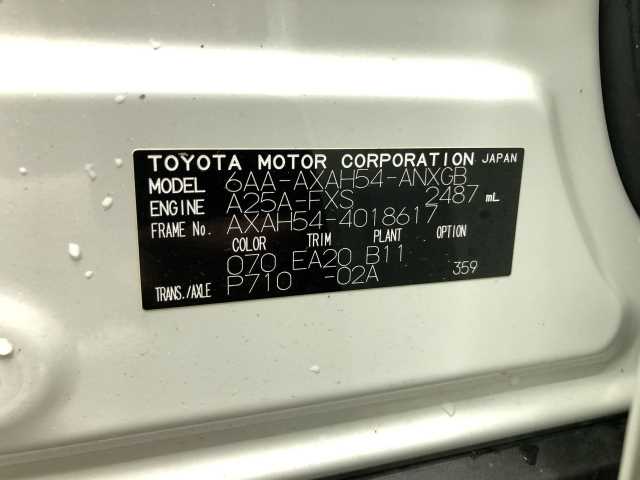 TOYOTA MOTOR CORPORATION JAPAN
MODEL 6AA-AXAH54-ANXGB
ENGINE A25A-FXS 2487 mL
FRAME No. AXAH54-4018617
COLOR TRIM PLANT OPTION
070 EA20 B11
TRANS./AXLE P710 -02A 359